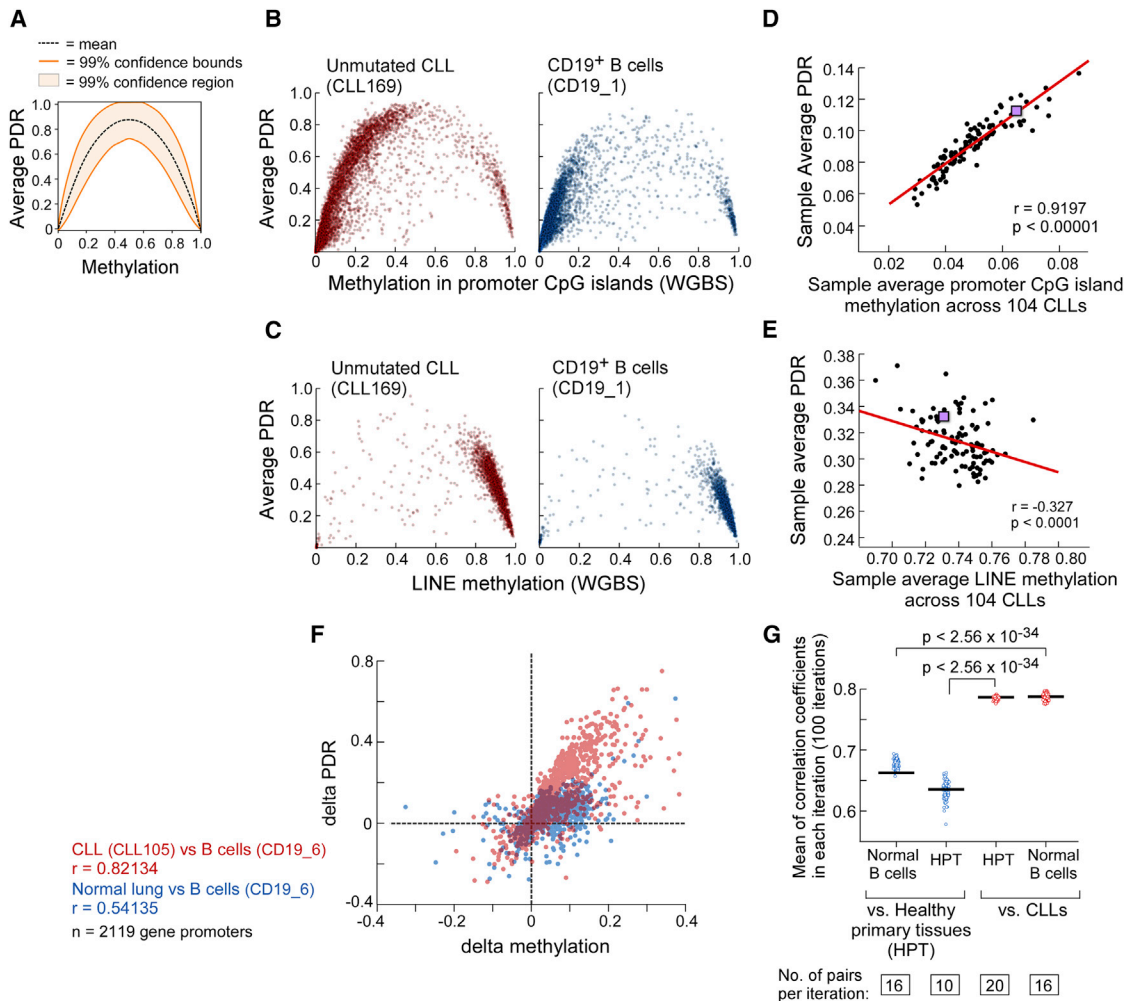 A
= mean
= 99% confidence bounds
= 99% confidence region
Average PDR
1.0
0.8
0.6
0.4
0.2
0
0 0.2 0.4 0.6 0.8 1.0
Methylation
B
Unmutated CLL
(CLL169)
CD19+ B cells
(CD19_1)
Average PDR
1.0
0.8
0.6
0.4
0.2
0 0.2 0.4 0.6 0.8 1.0
0 0.2 0.4 0.6 0.8 1.0
Methylation in promoter CpG islands (WGBS)
C
Unmutated CLL
(CLL169)
CD19+ B cells
(CD19_1)
Average PDR
1.0
0.8
0.6
0.4
0.2
0 0.2 0.4 0.6 0.8 1.0
0 0.2 0.4 0.6 0.8 1.0
LINE methylation (WGBS)
D
Sample Average PDR
0.14
0.12
0.10
0.08
0.06
0.04
r = 0.9197
p < 0.00001
0.02 0.04 0.06 0.08
Sample average promoter CpG island
methylation across 104 CLLs
E
Sample average PDR
0.38
0.36
0.34
0.32
0.30
0.28
0.26
0.24
r = -0.327
p < 0.0001
0.70 0.72 0.74 0.76 0.78 0.80
Sample average LINE methylation
across 104 CLLs
F
delta PDR
0.8
0.4
0
-0.4
-0.4 -0.2 0 0.2 0.4
delta methylation
CLL (CLL105) vs B cells (CD19_6)
r = 0.82134
Normal lung vs B cells (CD19_6)
r = 0.54135
n = 2119 gene promoters
G
p < 2.56 x 10⁻³⁴
p < 2.56 x 10⁻³⁴
Mean of correlation coefficients
in each iteration (100 iterations)
0.8
0.7
0.6
Normal
B cells
HPT
HPT
Normal
B cells
vs. Healthy
primary tissues
(HPT)
vs. CLLs
No. of pairs
per iteration:
16 10 20 16